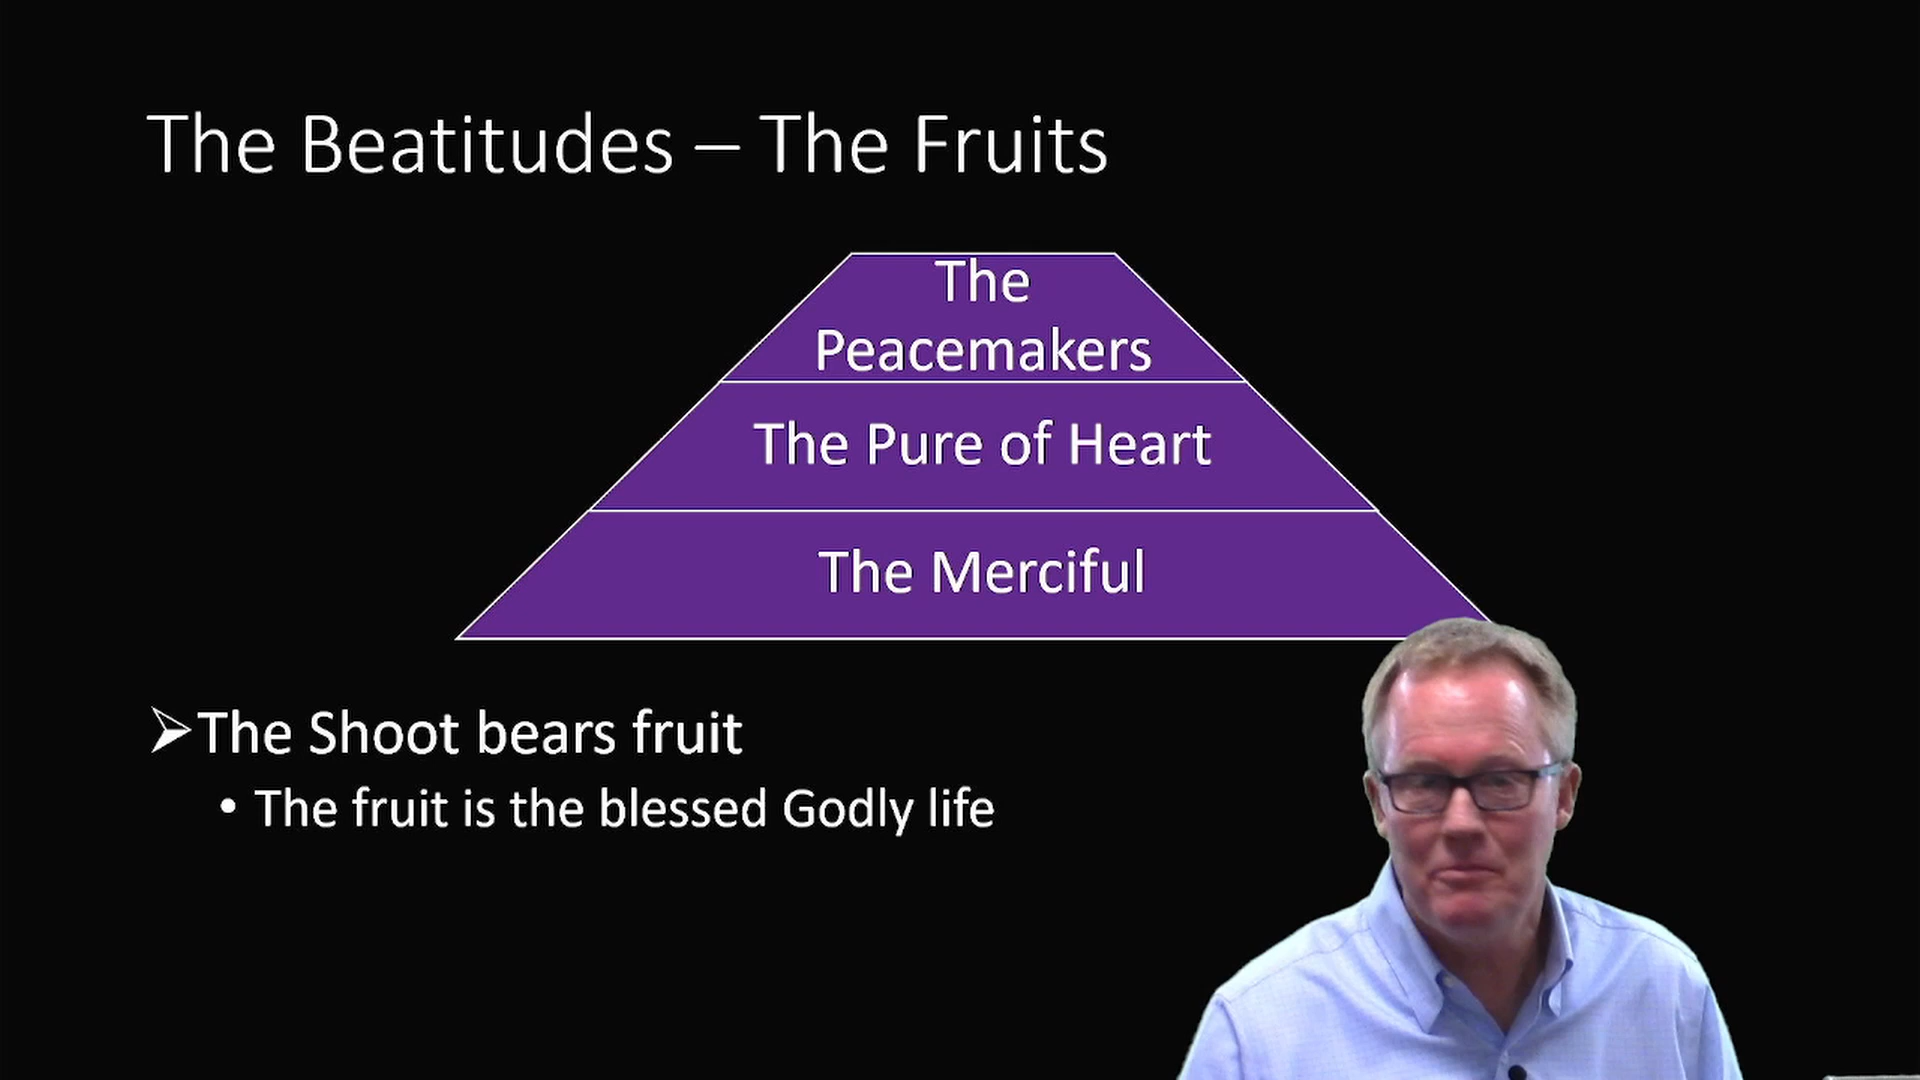 The Beatitudes – The Fruits
The
Peacemakers
The Pure of Heart
The Merciful
➢The Shoot bears fruit
• The fruit is the blessed Godly life